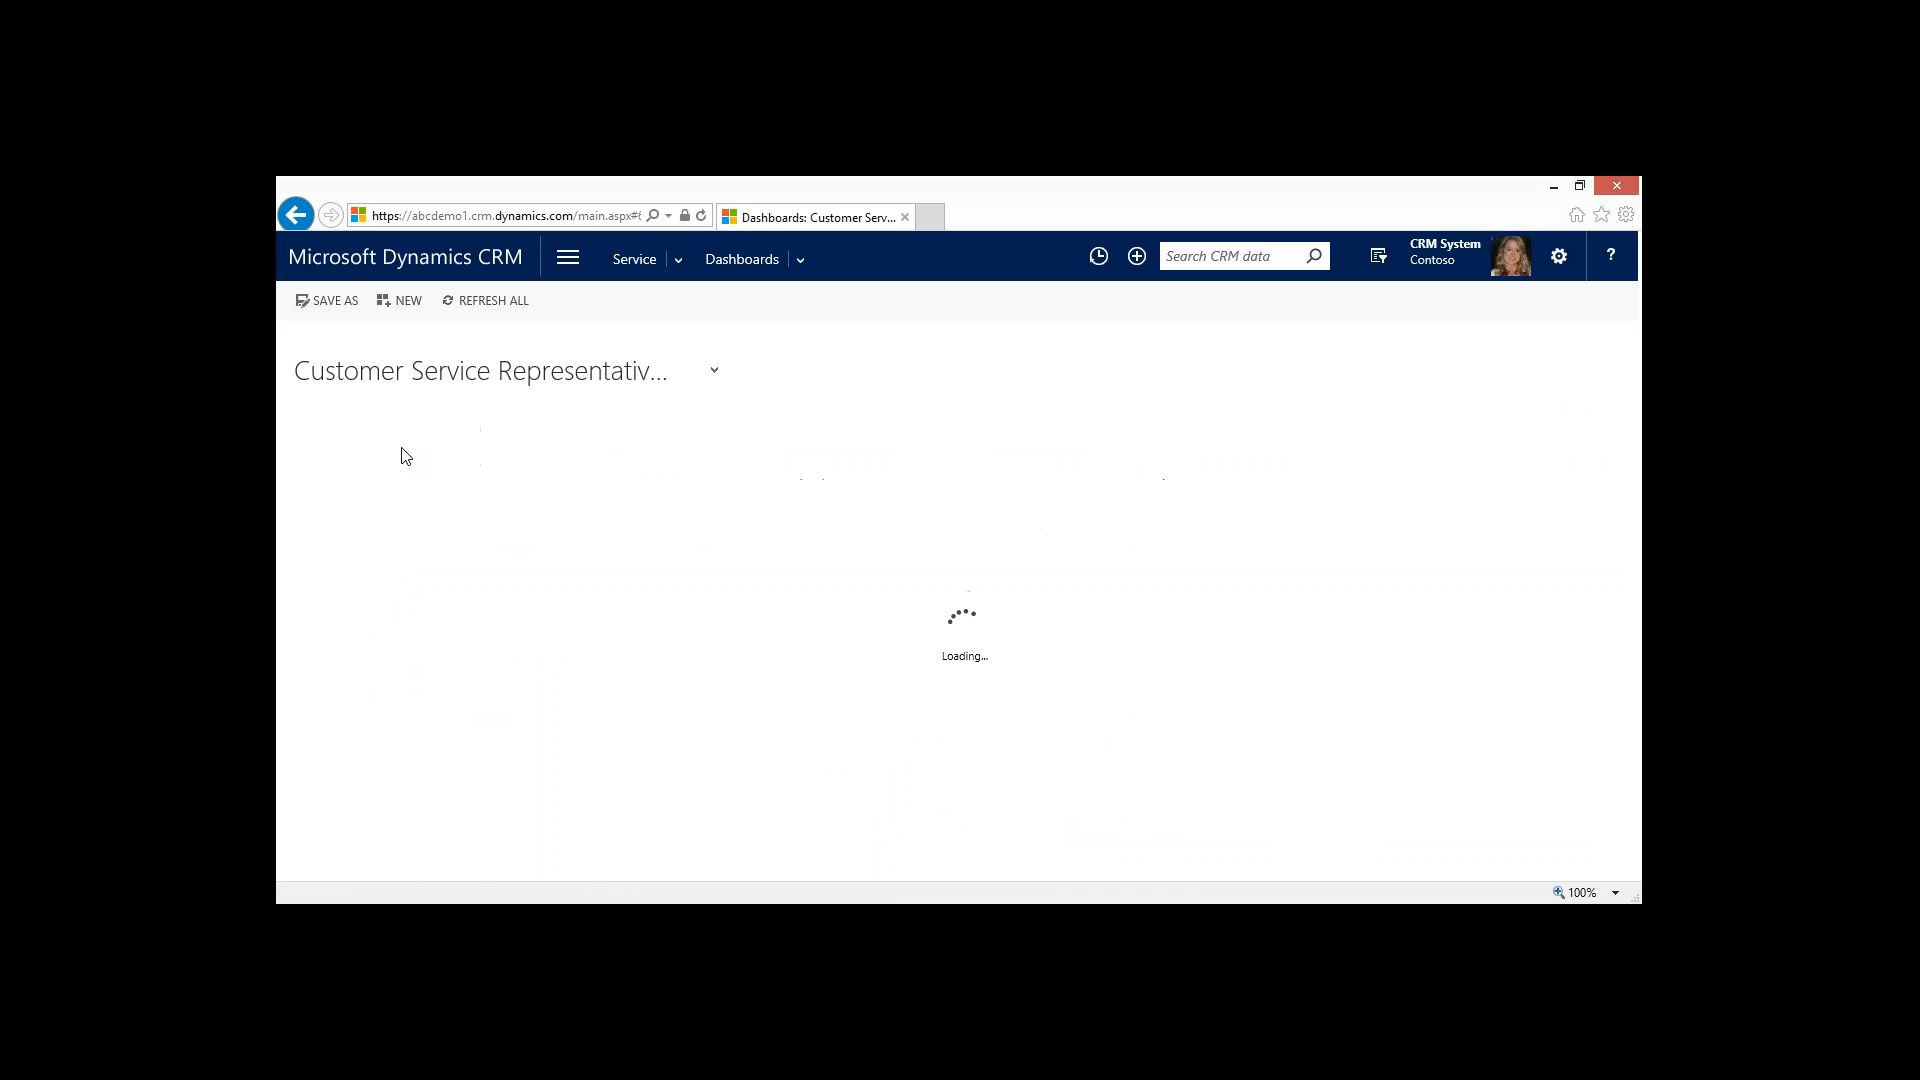 https://abcdemo1.crm.dynamics.com/main.aspx#
Dashboards: Customer Serv...
Microsoft Dynamics CRM
Service
Dashboards
Search CRM data
CRM System
Contoso
?
SAVE AS
NEW
REFRESH ALL
Customer Service Representativ...
Loading...
100%